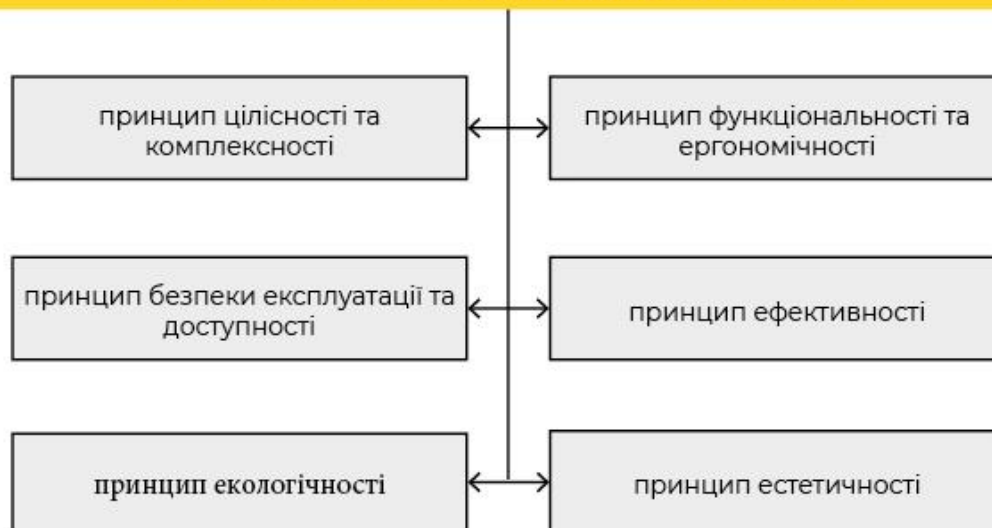 принцип цілісності та
комплексності
принцип функціональності та
ергономічності
принцип безпеки експлуатації та
доступності
принцип ефективності
принцип екологічності
принцип естетичності